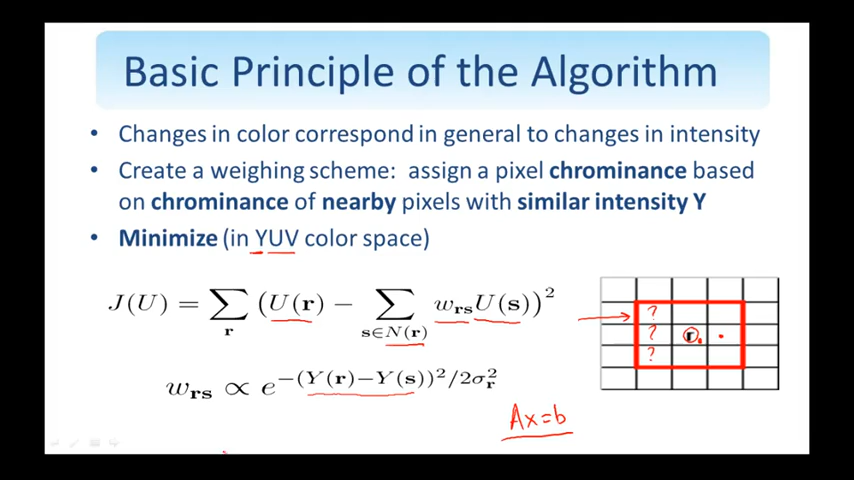 Basic Principle of the Algorithm
• Changes in color correspond in general to changes in intensity
• Create a weighing scheme: assign a pixel chrominance based
on chrominance of nearby pixels with similar intensity Y
• Minimize (in YUV color space)
J(U) = ∑_r (U(r) − ∑_{s∈N(r)} w_rs U(s))²
?
? r
?
w_rs ∝ e^{−(Y(r)−Y(s))²/2σ_r²}
Ax=b